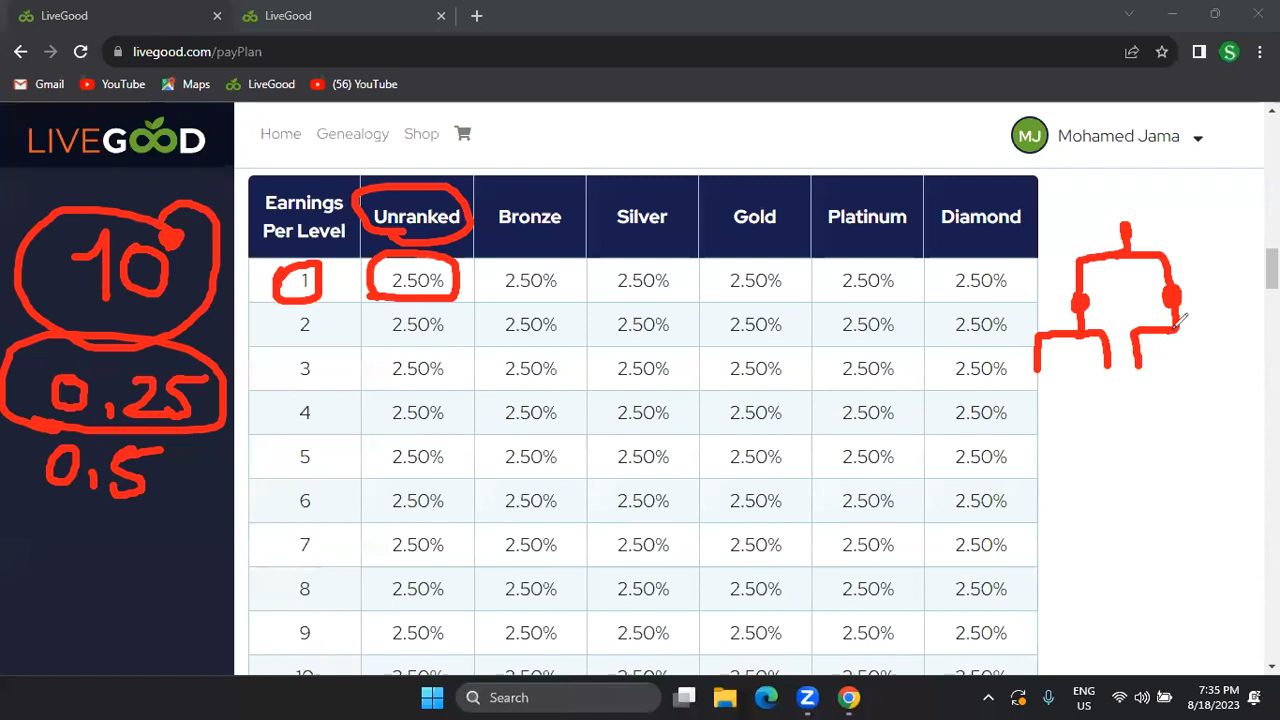 LiveGood
LiveGood
livegood.com/payPlan
S
Gmail
YouTube
Maps
LiveGood
(56) YouTube
LIVEGOOD
Home
Genealogy
Shop
MJ
Mohamed Jama
Earnings Per Level Unranked Bronze Silver Gold Platinum Diamond
1 2.50% 2.50% 2.50% 2.50% 2.50% 2.50%
2 2.50% 2.50% 2.50% 2.50% 2.50% 2.50%
3 2.50% 2.50% 2.50% 2.50% 2.50% 2.50%
4 2.50% 2.50% 2.50% 2.50% 2.50% 2.50%
5 2.50% 2.50% 2.50% 2.50% 2.50% 2.50%
6 2.50% 2.50% 2.50% 2.50% 2.50% 2.50%
7 2.50% 2.50% 2.50% 2.50% 2.50% 2.50%
8 2.50% 2.50% 2.50% 2.50% 2.50% 2.50%
9 2.50% 2.50% 2.50% 2.50% 2.50% 2.50%
10
0,25
0,5
Search
ENG
US
7:35 PM
8/18/2023